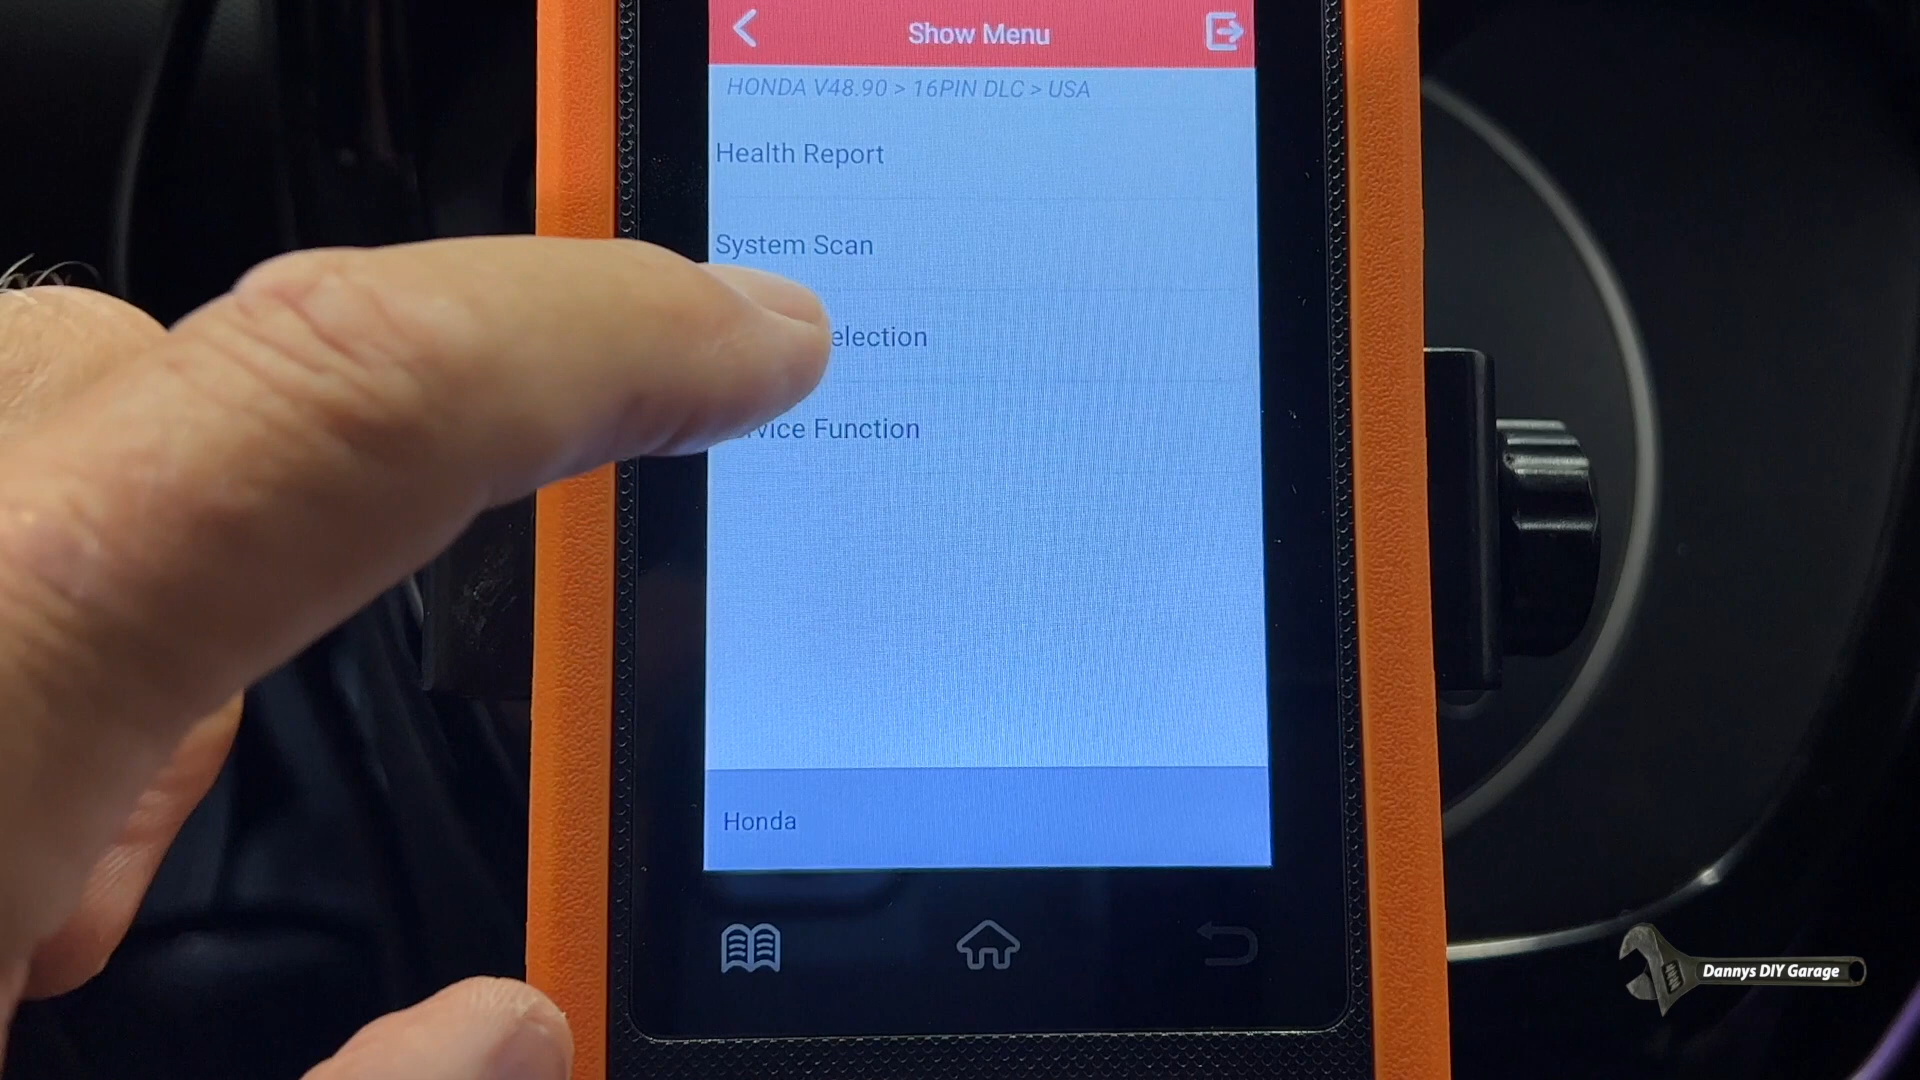 Show Menu
HONDA V48.90 > 16PIN DLC > USA
Health Report
System Scan
election
vice Function
Honda
Dannys DIY Garage